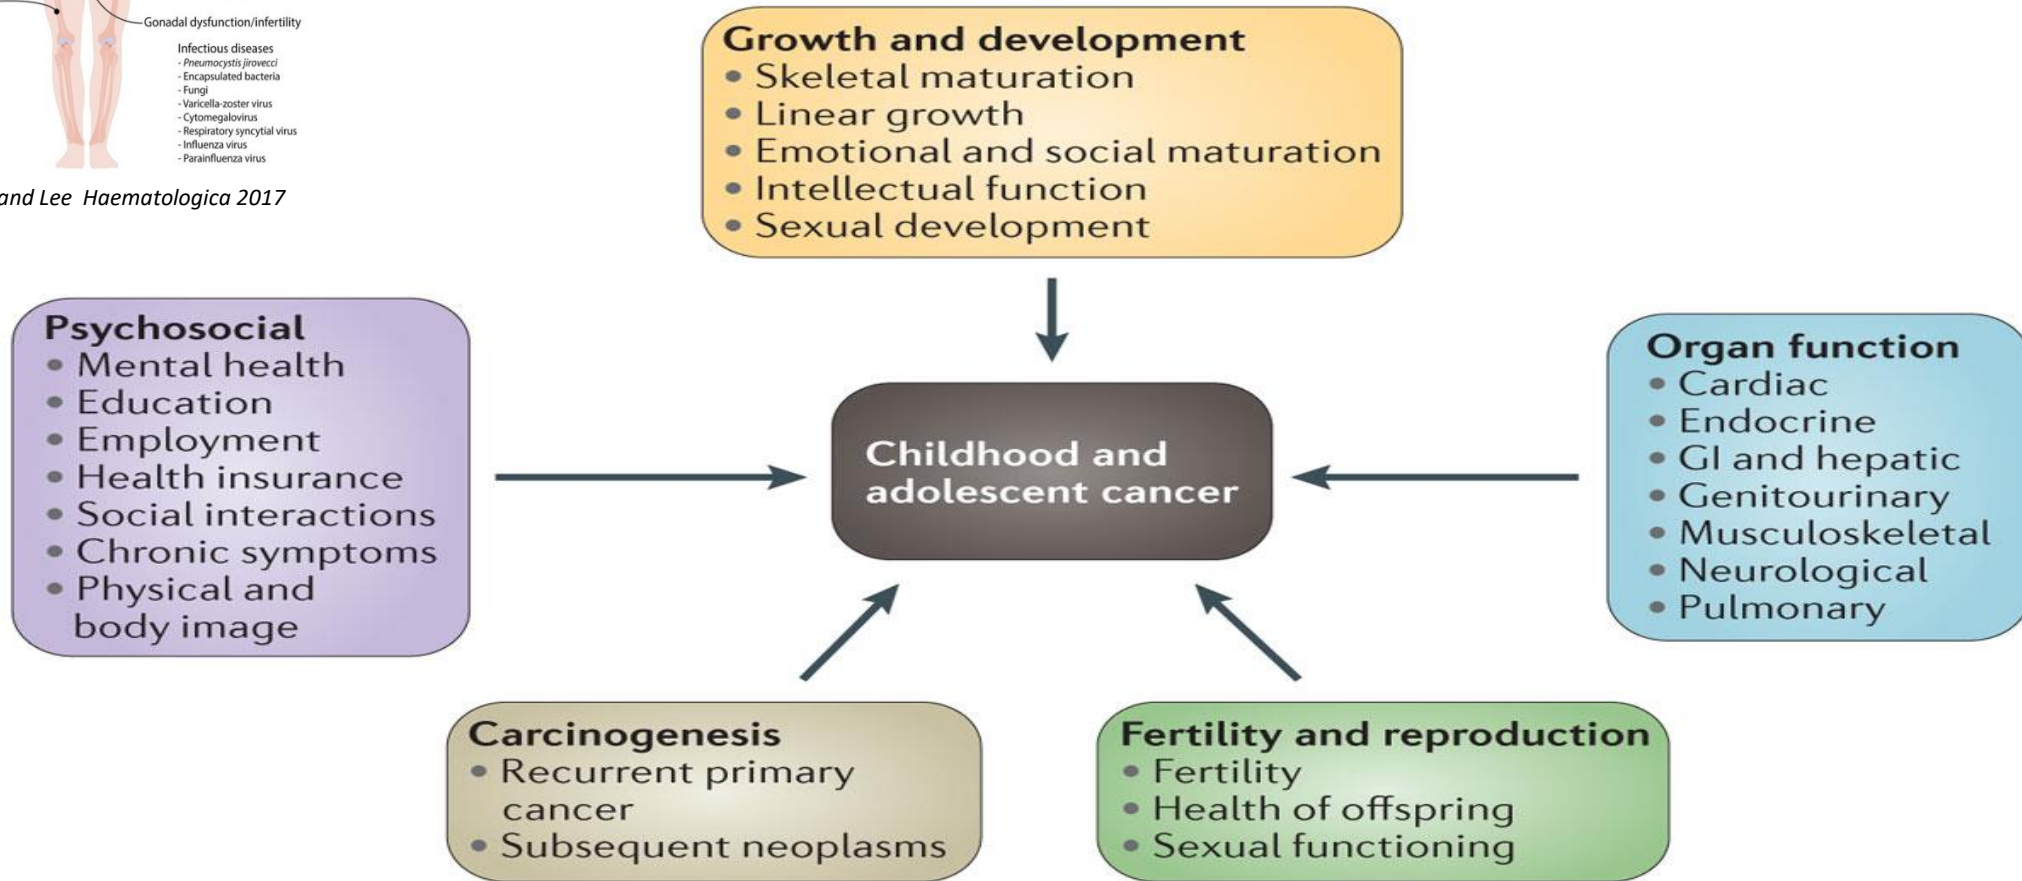 Gonadal dysfunction/infertility
Infectious diseases
- Pneumocystis jirovecci
- Encapsulated bacteria
- Fungi
- Varicella-zoster virus
- Cytomegalovirus
- Respiratory syncytial virus
- Influenza virus
- Parainfluenza virus
and Lee Haematologica 2017
Growth and development
• Skeletal maturation
• Linear growth
• Emotional and social maturation
• Intellectual function
• Sexual development
Psychosocial
• Mental health
• Education
• Employment
• Health insurance
• Social interactions
• Chronic symptoms
• Physical and
body image
Childhood and
adolescent cancer
Organ function
• Cardiac
• Endocrine
• GI and hepatic
• Genitourinary
• Musculoskeletal
• Neurological
• Pulmonary
Carcinogenesis
• Recurrent primary
cancer
• Subsequent neoplasms
Fertility and reproduction
• Fertility
• Health of offspring
• Sexual functioning